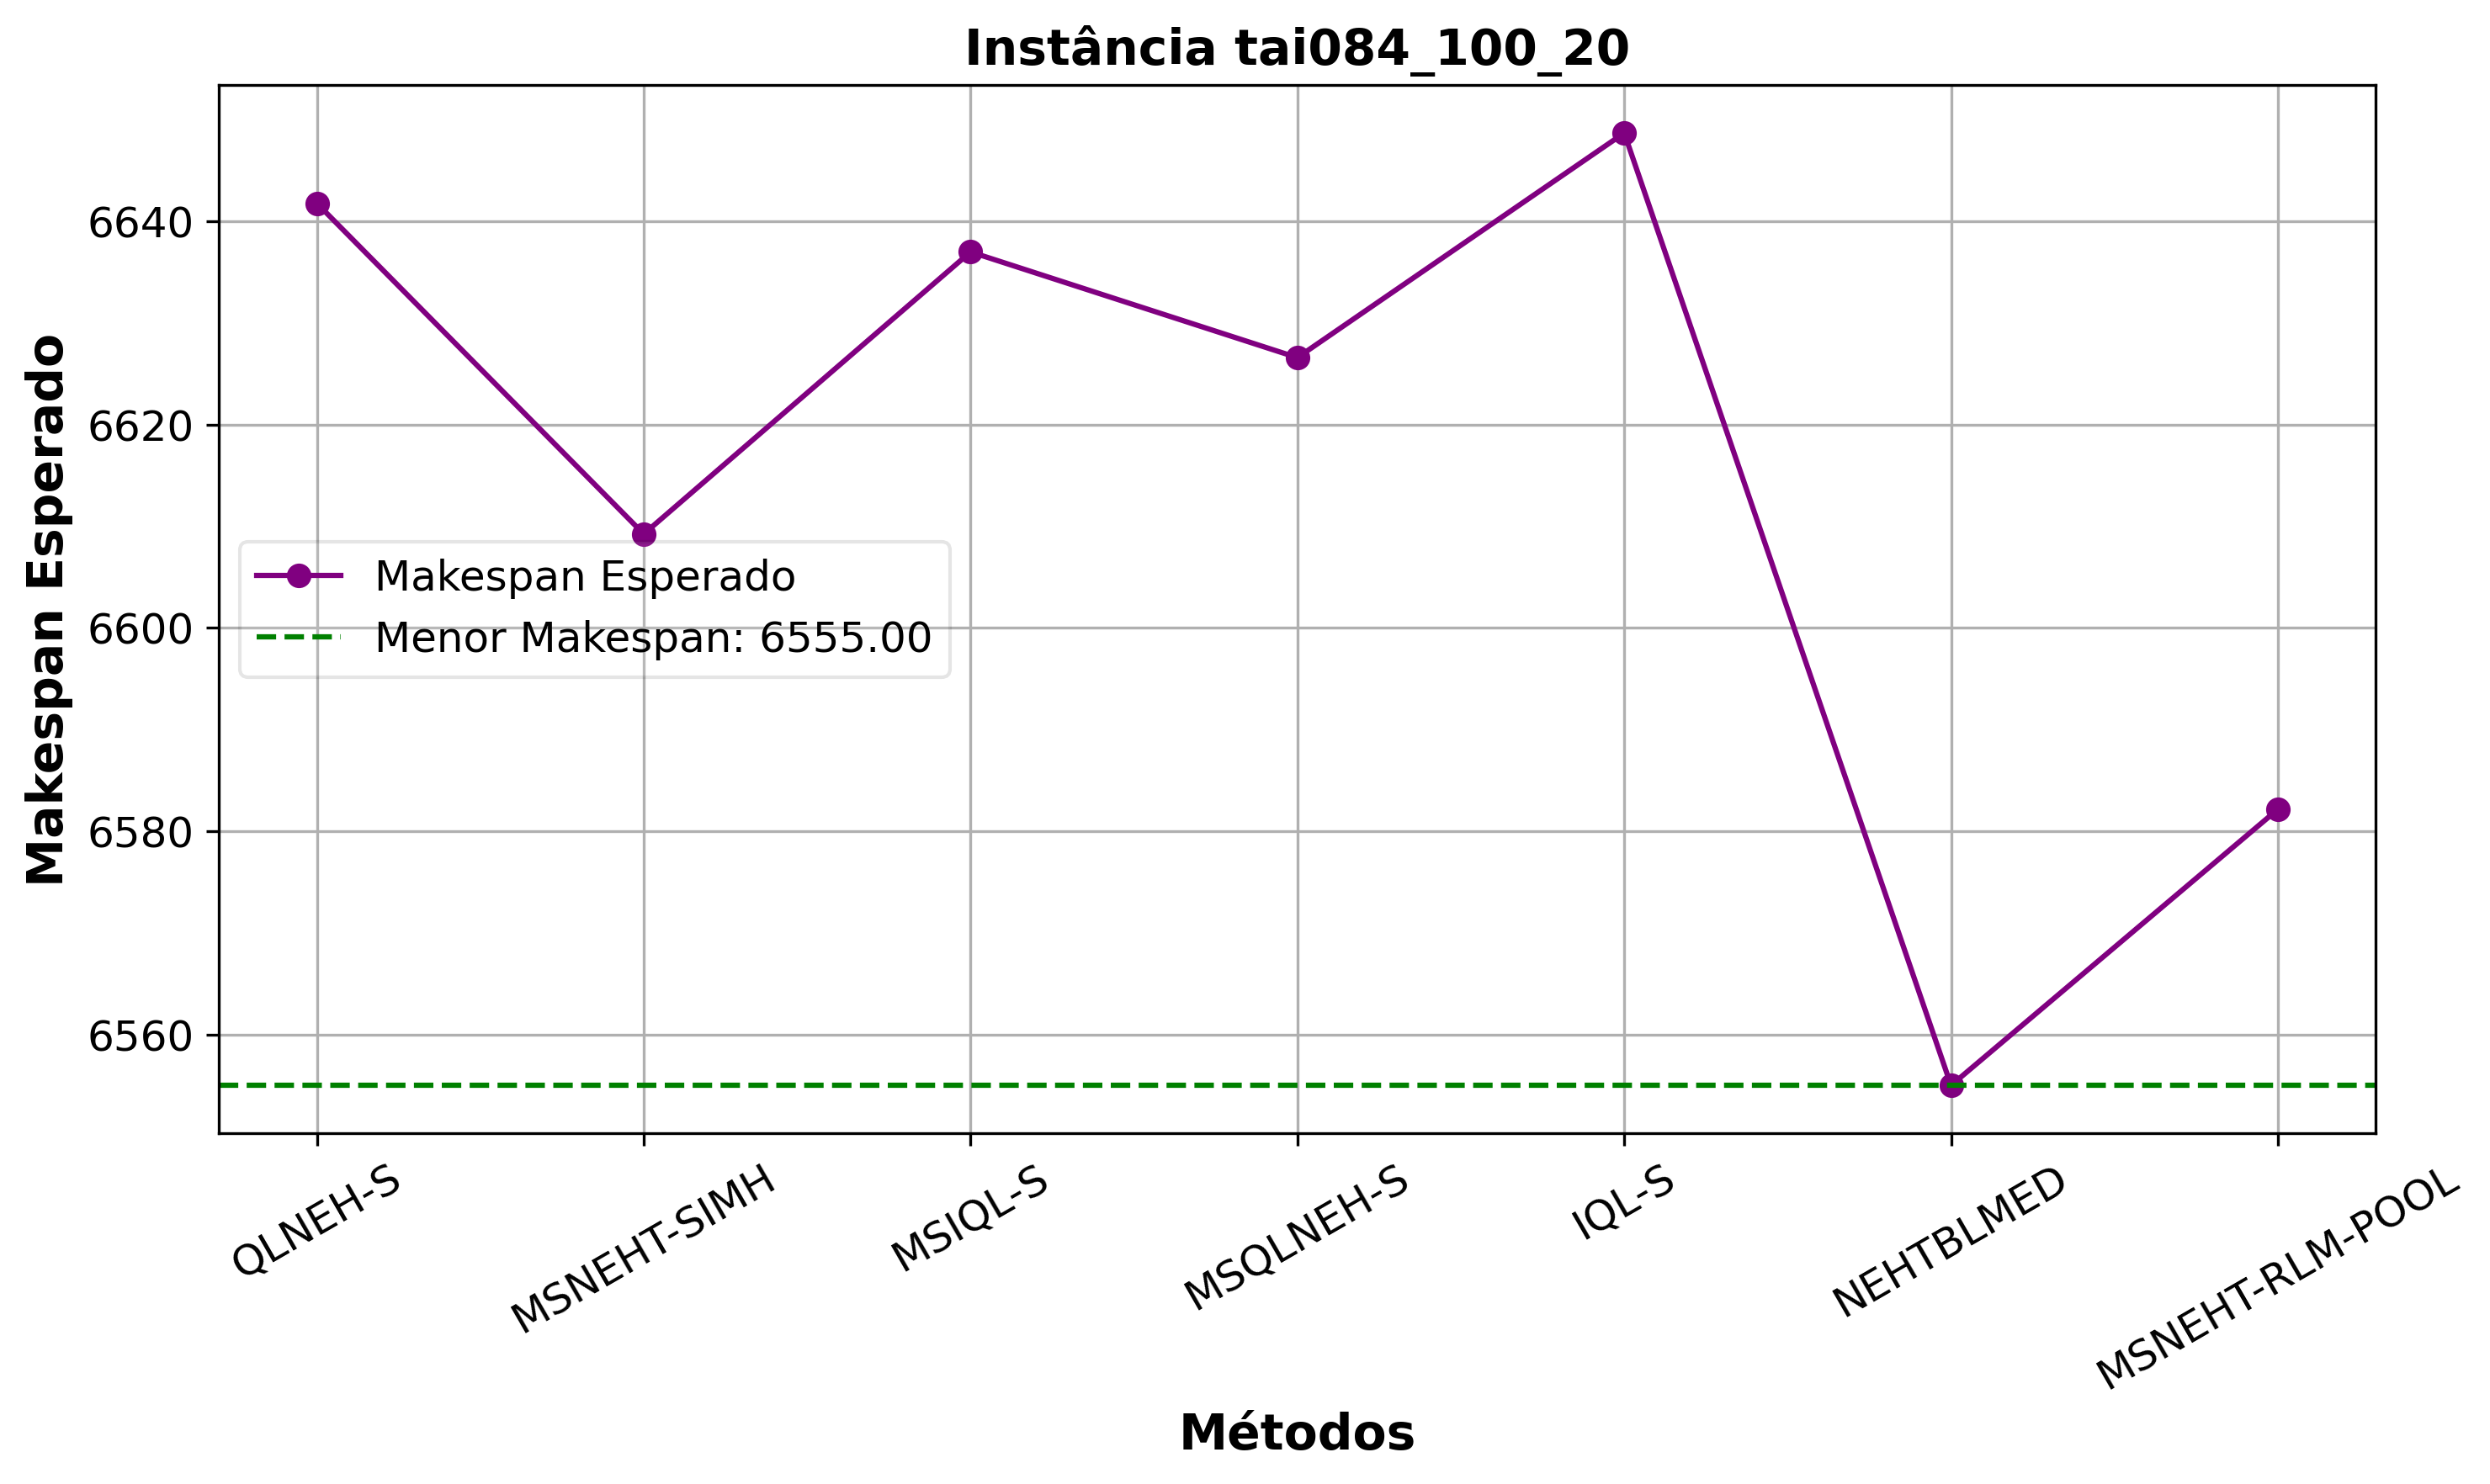 Instância tai084_100_20
Makespan Esperado
6640
6620
6600
6580
6560
Makespan Esperado
Menor Makespan: 6555.00
QLNEH-S
MSNEHT-SIMH
MSIQL-S
MSQLNEH-S
IQL-S
NEHTBLMED
MSNEHT-RLM-POOL
Métodos